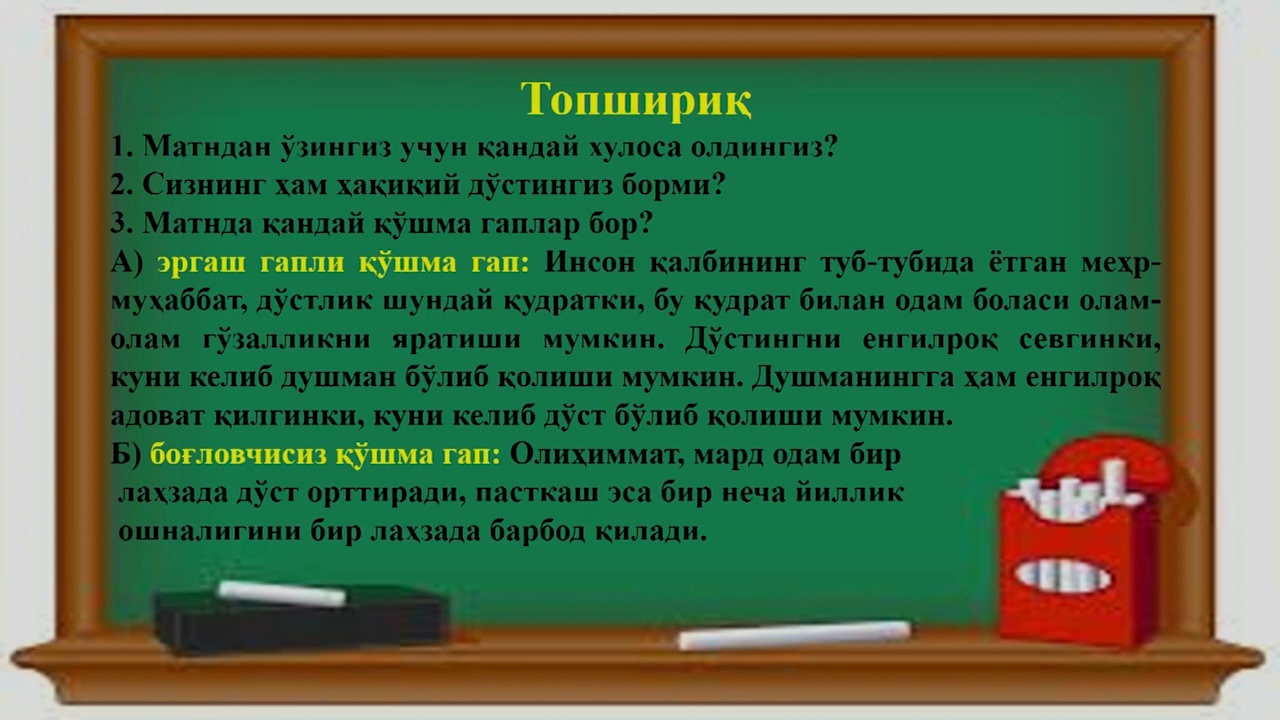 Топшириқ
1. Матндан ўзингиз учун қандай хулоса олдингиз?
2. Сизнинг ҳам ҳақиқий дўстингиз борми?
3. Матнда қандай қўшма гаплар бор?
А) эргаш гапли қўшма гап: Инсон қалбининг туб-тубида ётган меҳр-
муҳаббат, дўстлик шундай қудратки, бу қудрат билан одам боласи олам-
олам гўзалликни яратиши мумкин. Дўстингни енгилроқ севгинки,
куни келиб душман бўлиб қолиши мумкин. Душманингга ҳам енгилроқ
адоват қилгинки, куни келиб дўст бўлиб қолиши мумкин.
Б) боғловчисиз қўшма гап: Олиҳиммат, мард одам бир
лаҳзада дўст орттиради, пасткаш эса бир неча йиллик
ошналигини бир лаҳзада барбод қилади.